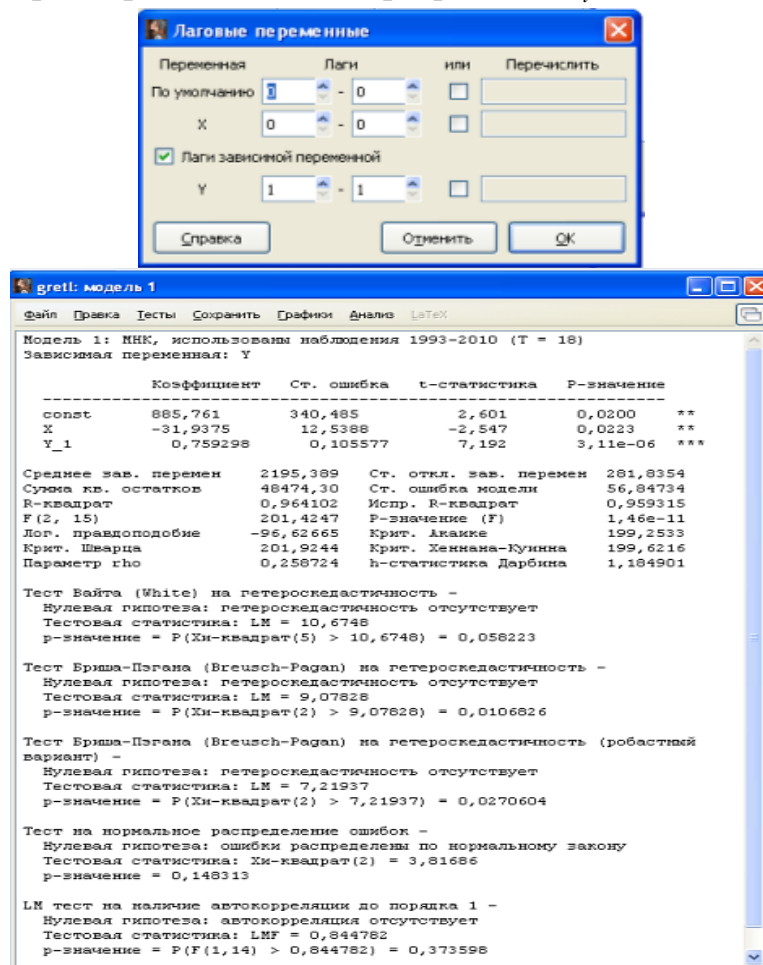 Лаговые переменные
Переменная Лаги или Перечислить
По умолчанию 0 - 0
X 0 - 0
Лаги зависимой переменной
Y 1 - 1
Справка Отменить OK
gretl: модель 1
Файл Правка Тесты Сохранить Графики Анализ LaTeX
Модель 1: МНК, использованы наблюдения 1993-2010 (T = 18)
Зависимая переменная: Y
Коэффициент Ст. ошибка t-статистика P-значение
const 885,761 340,485 2,601 0,0200 **
X -31,9375 12,5388 -2,547 0,0223 **
Y_1 0,759298 0,105577 7,192 3,11e-06 ***
Среднее зав. перемен 2195,389 Ст. откл. зав. перемен 281,8354
Сумма кв. остатков 48474,30 Ст. ошибка модели 56,84734
R-квадрат 0,964102 Испр. R-квадрат 0,959315
F(2, 15) 201,4247 P-значение (F) 1,46e-11
Лог. правдоподобие -96,62665 Крит. Акаике 199,2533
Крит. Шварца 201,9244 Крит. Хеннана-Куинна 199,6216
Параметр rho 0,258724 h-статистика Дарбина 1,184901
Тест Вайта (White) на гетероскедастичность -
Нулевая гипотеза: гетероскедастичность отсутствует
Тестовая статистика: LM = 10,6748
p-значение = P(Хи-квадрат(5) > 10,6748) = 0,058223
Тест Бриша-Пэгана (Breusch-Pagan) на гетероскедастичность -
Нулевая гипотеза: гетероскедастичность отсутствует
Тестовая статистика: LM = 9,07828
p-значение = P(Хи-квадрат(2) > 9,07828) = 0,0106826
Тест Бриша-Пэгана (Breusch-Pagan) на гетероскедастичность (робастный
вариант) -
Нулевая гипотеза: гетероскедастичность отсутствует
Тестовая статистика: LM = 7,21937
p-значение = P(Хи-квадрат(2) > 7,21937) = 0,0270604
Тест на нормальное распределение ошибок -
Нулевая гипотеза: ошибки распределены по нормальному закону
Тестовая статистика: Хи-квадрат(2) = 3,81686
p-значение = 0,148313
LM тест на наличие автокорреляции до порядка 1 -
Нулевая гипотеза: автокорреляция отсутствует
Тестовая статистика: LMF = 0,844782
p-значение = P(F(1,14) > 0,844782) = 0,373598